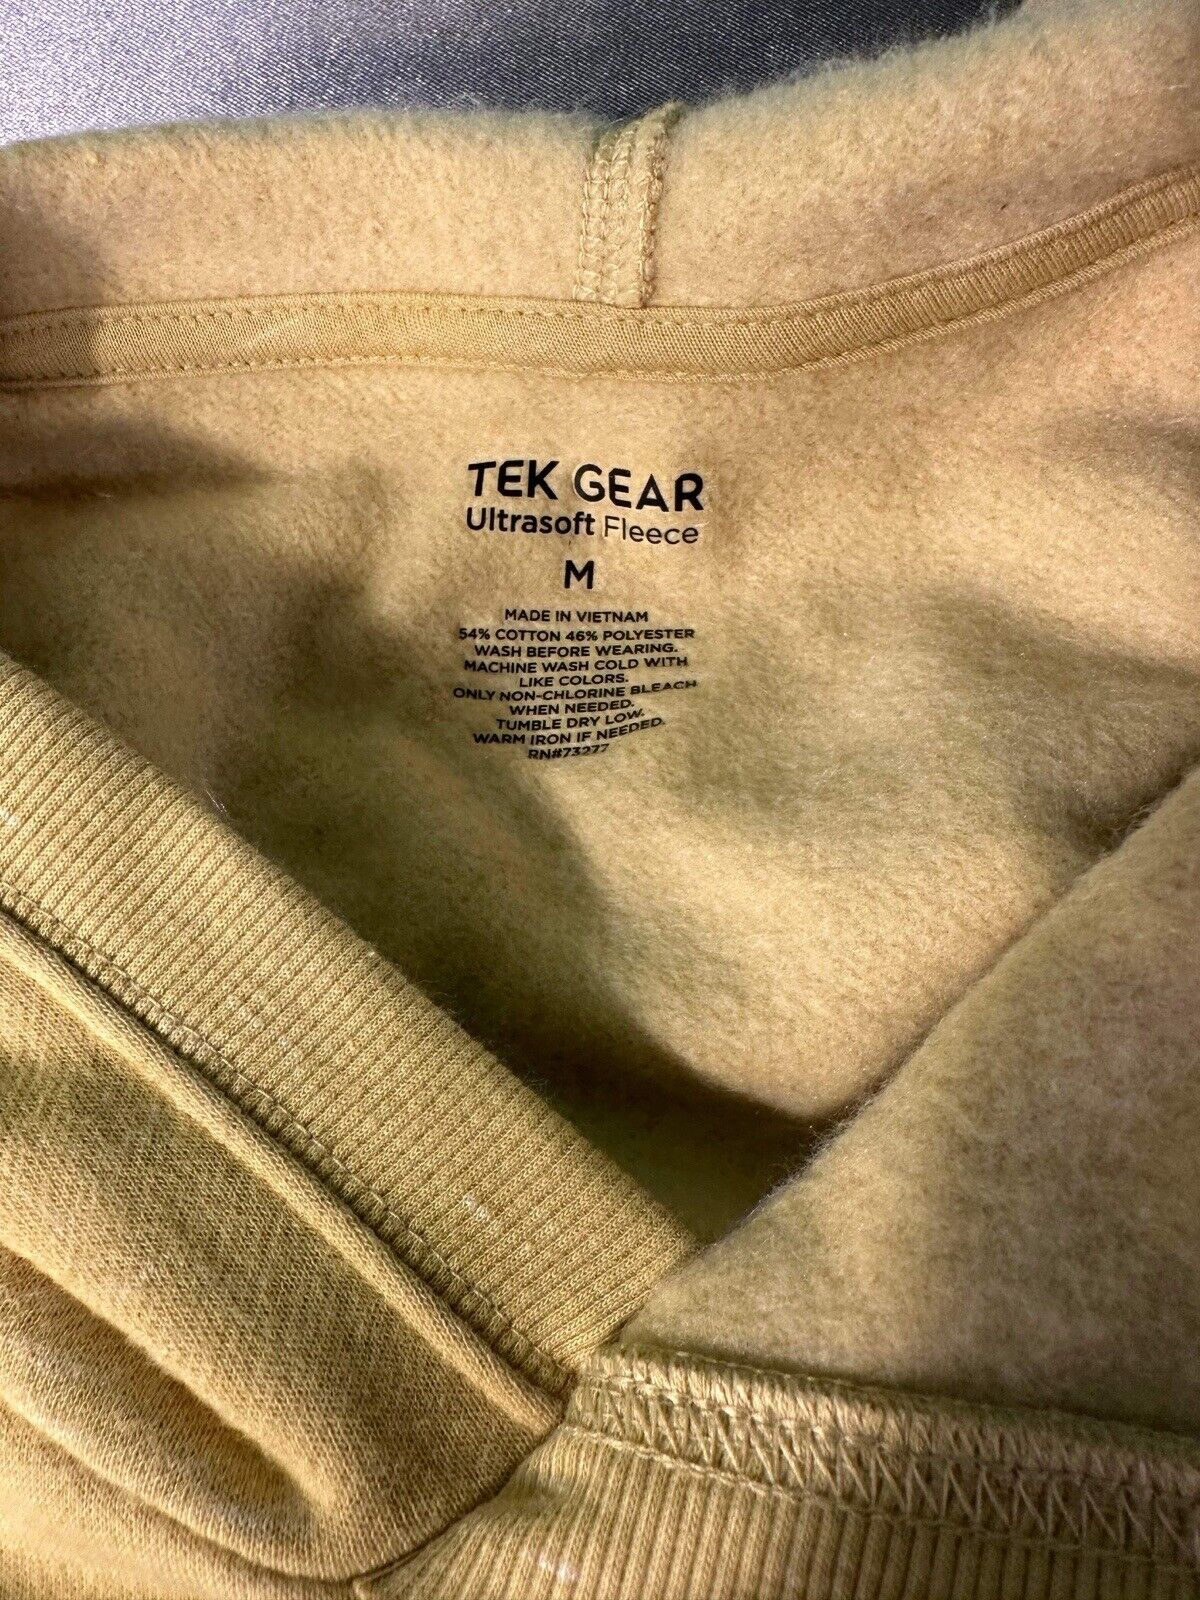 TEK GEAR
Ultrasoft Fleece
M
MADE IN VIETNAM
54% COTTON 46% POLYESTER
WASH BEFORE WEARING.
MACHINE WASH COLD WITH
LIKE COLORS.
ONLY NON-CHLORINE BLEACH
WHEN NEEDED.
TUMBLE DRY LOW.
WARM IRON IF NEEDED.
RN#73277